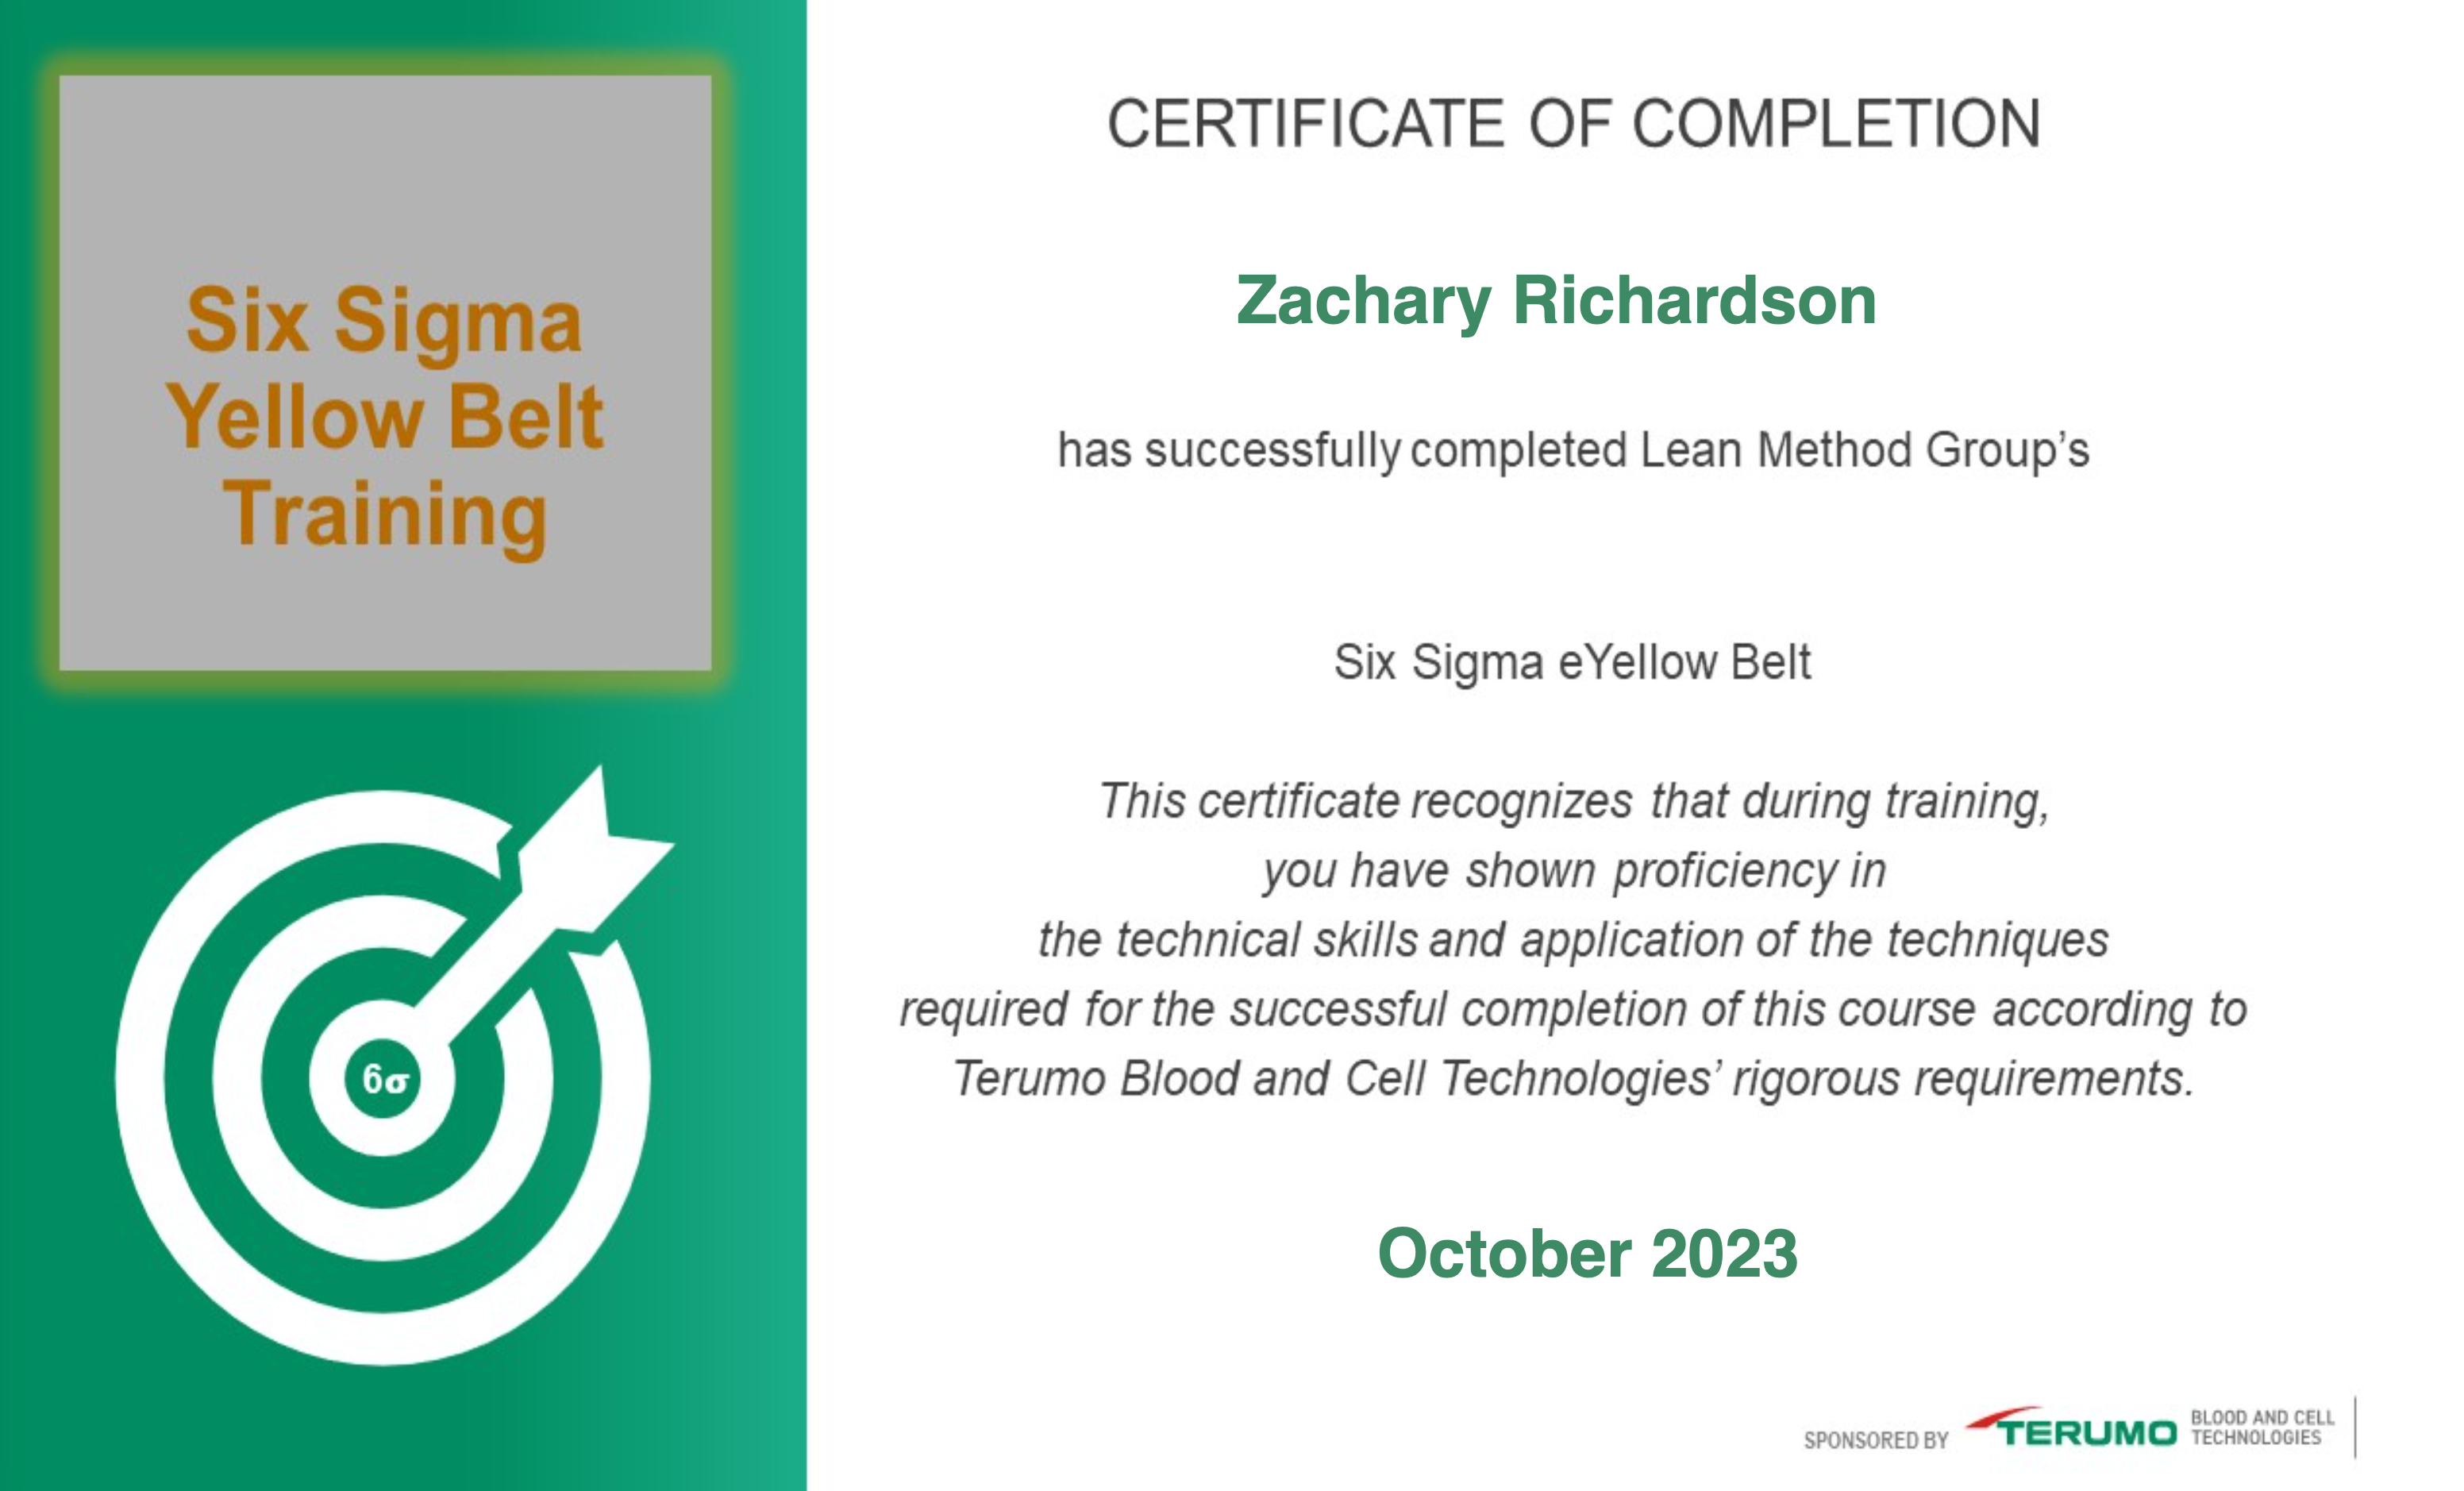 Six Sigma
Yellow Belt
Training
6σ
CERTIFICATE OF COMPLETION
Zachary Richardson
has successfully completed Lean Method Group’s
Six Sigma eYellow Belt
This certificate recognizes that during training,
you have shown proficiency in
the technical skills and application of the techniques
required for the successful completion of this course according to
Terumo Blood and Cell Technologies’ rigorous requirements.
October 2023
SPONSORED BY TERUMO BLOOD AND CELL
TECHNOLOGIES